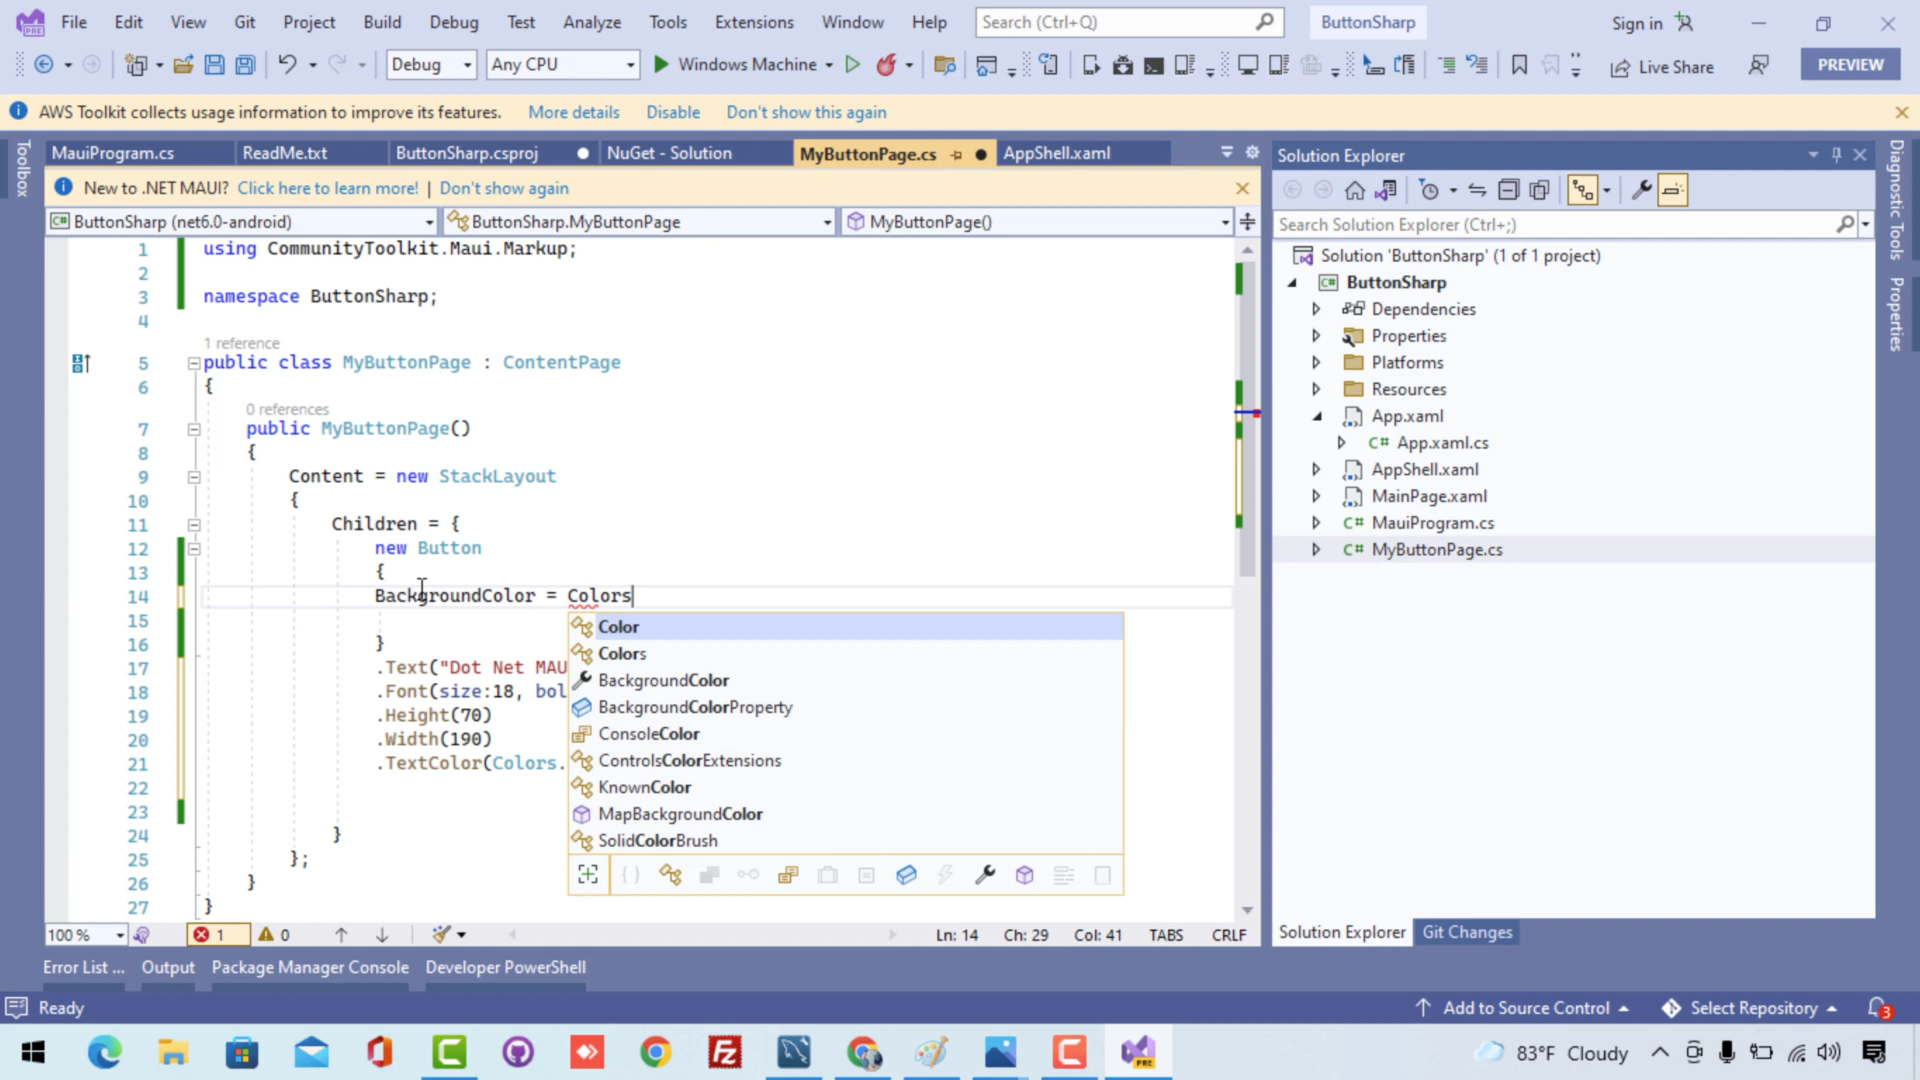 File Edit View Git Project Build Debug Test Analyze Tools Extensions Window Help Search (Ctrl+Q) ButtonSharp Sign in
Debug Any CPU Windows Machine Live Share PREVIEW
AWS Toolkit collects usage information to improve its features. More details Disable Don't show this again
Toolbox
MauiProgram.cs ReadMe.txt ButtonSharp.csproj NuGet - Solution MyButtonPage.cs AppShell.xaml
New to .NET MAUI? Click here to learn more! | Don't show again
ButtonSharp (net6.0-android) ButtonSharp.MyButtonPage MyButtonPage()
1 using CommunityToolkit.Maui.Markup;
2
3 namespace ButtonSharp;
4
1 reference
5 public class MyButtonPage : ContentPage
6 {
0 references
7 public MyButtonPage()
8 {
9 Content = new StackLayout
10 {
11 Children = {
12 new Button
13 {
14 BackgroundColor = Colors
15
16 }
17 .Text("Dot Net MAU
18 .Font(size:18, bol
19 .Height(70)
20 .Width(190)
21 .TextColor(Colors.
22
23
24 }
25 };
26 }
27 }
Color
Colors
BackgroundColor
BackgroundColorProperty
ConsoleColor
ControlsColorExtensions
KnownColor
MapBackgroundColor
SolidColorBrush
100 % 1 0 Ln: 14 Ch: 29 Col: 41 TABS CRLF
Solution Explorer
Search Solution Explorer (Ctrl+;)
Solution 'ButtonSharp' (1 of 1 project)
ButtonSharp
Dependencies
Properties
Platforms
Resources
App.xaml
C# App.xaml.cs
AppShell.xaml
MainPage.xaml
C# MauiProgram.cs
C# MyButtonPage.cs
Solution Explorer Git Changes
Diagnostic Tools
Properties
Error List ... Output Package Manager Console Developer PowerShell
Ready Add to Source Control Select Repository 3
83°F Cloudy